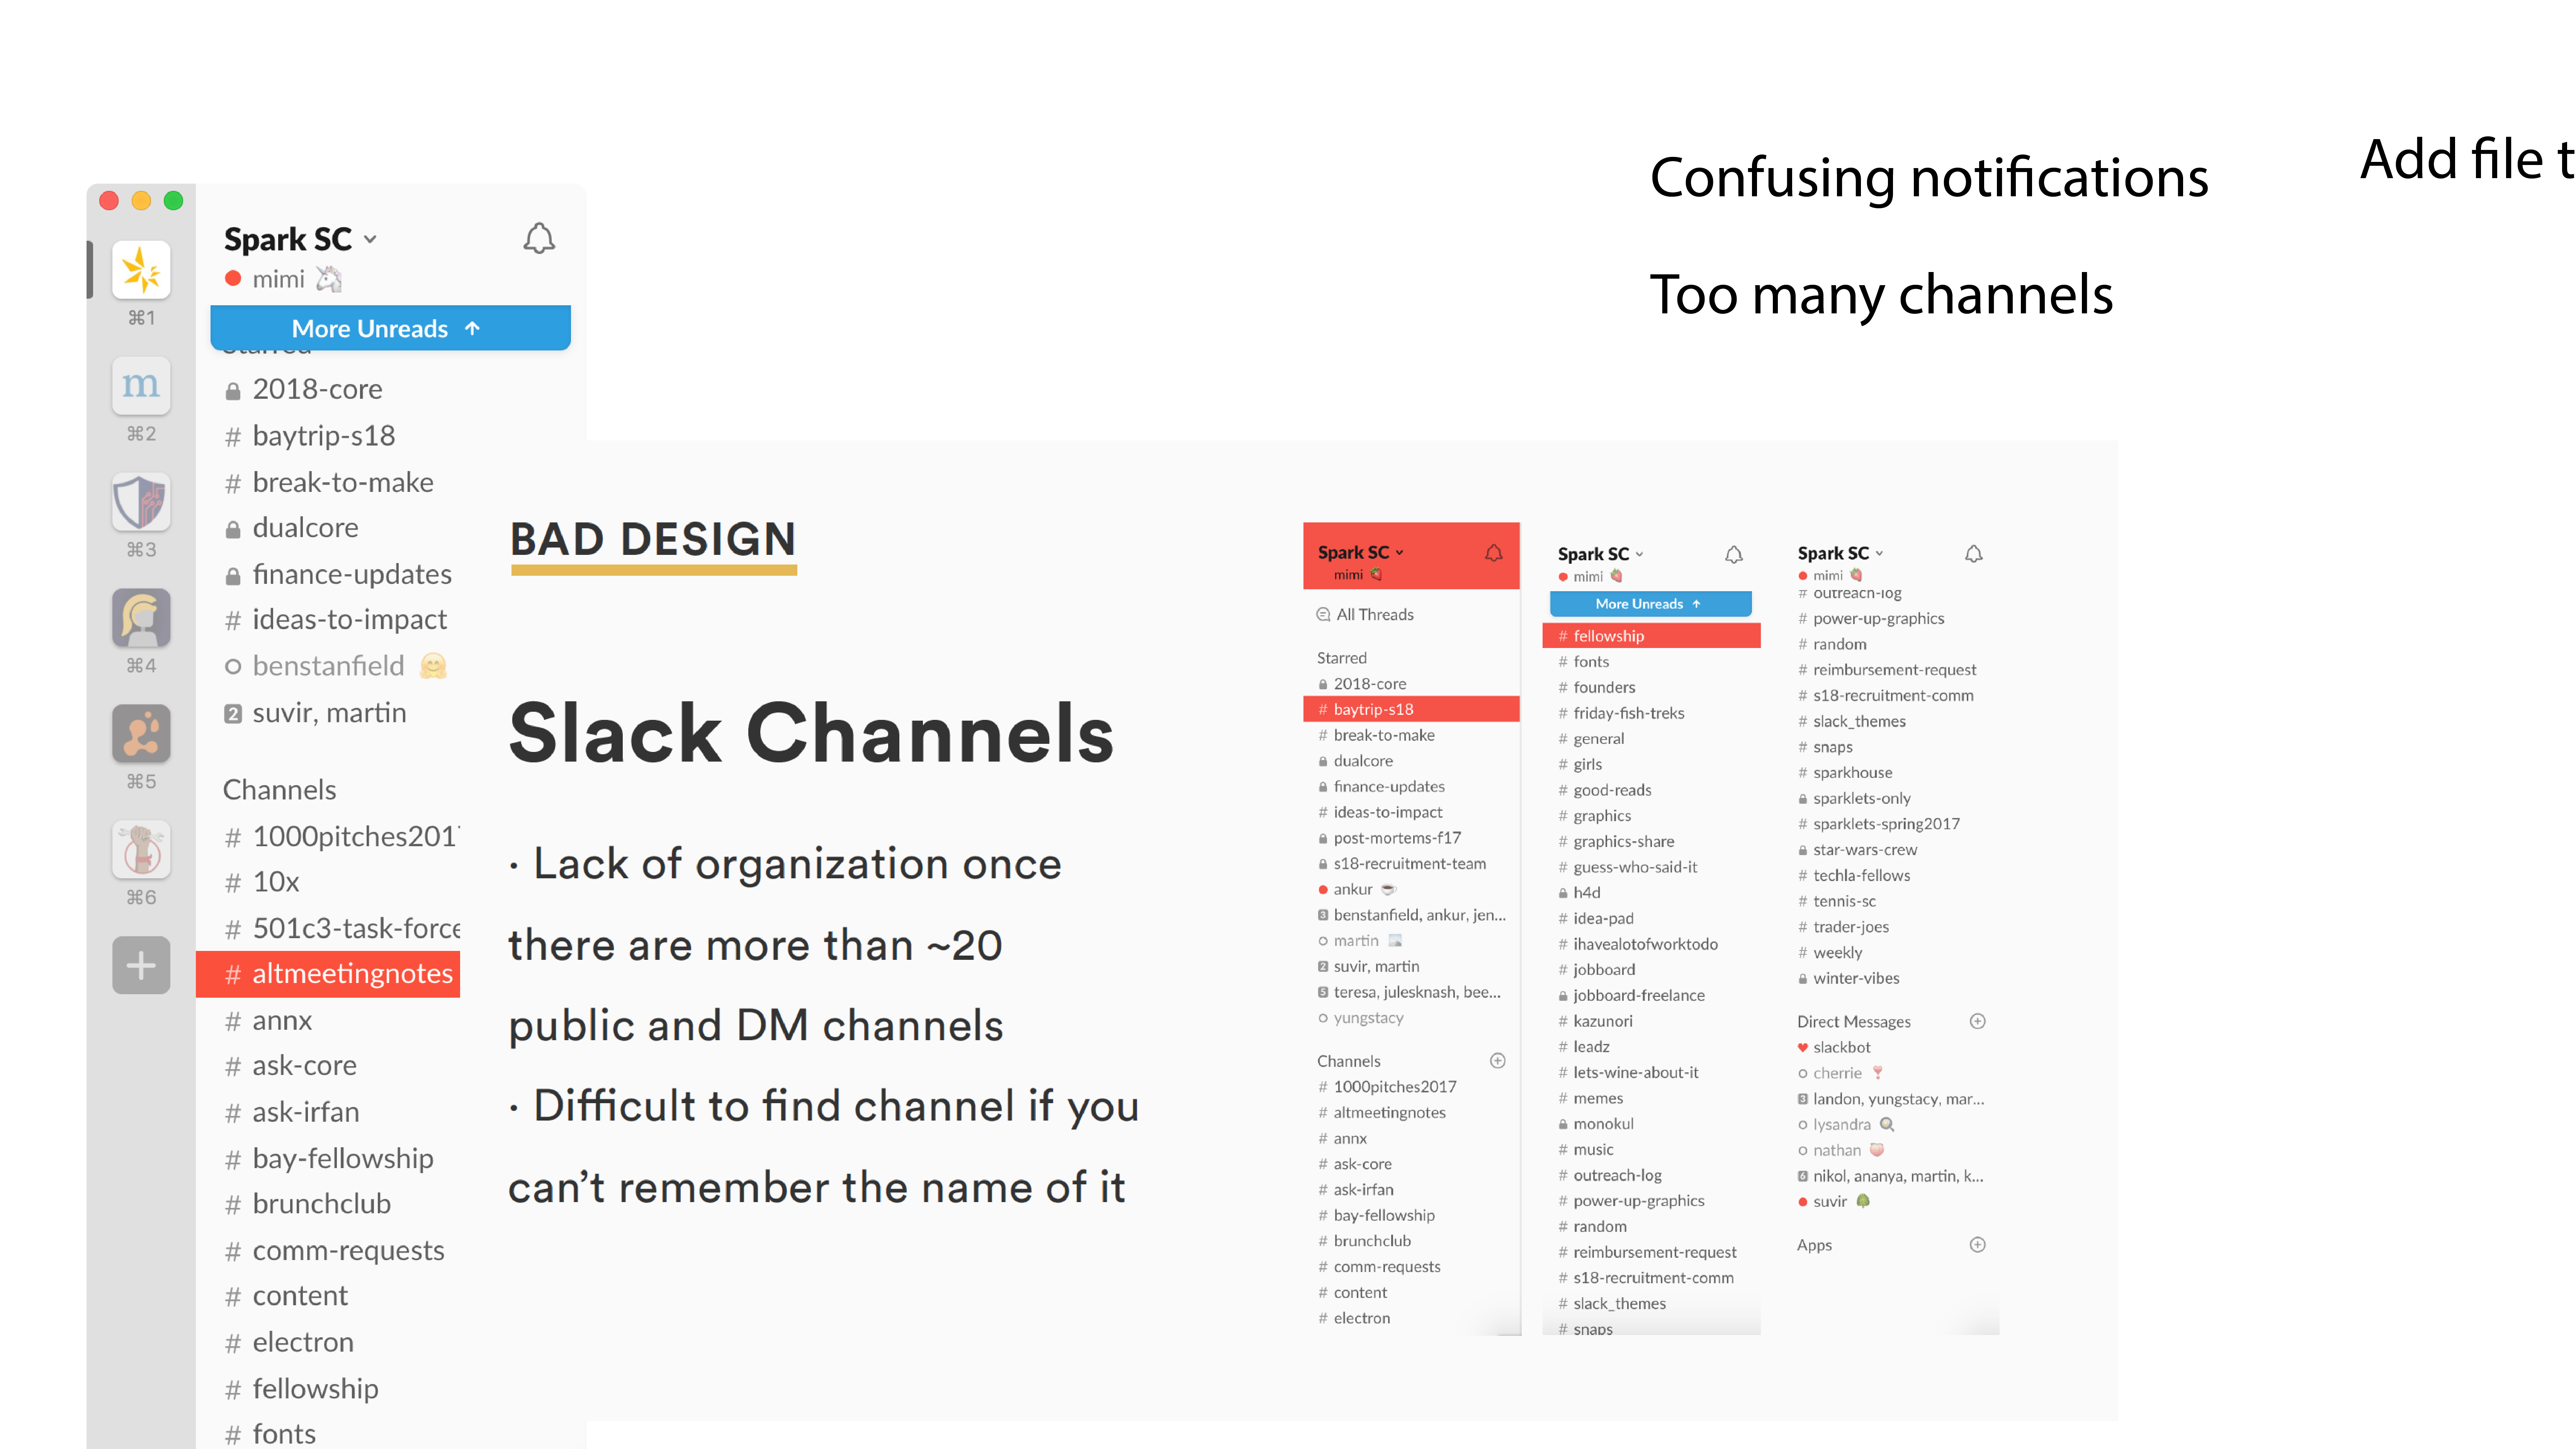 Confusing notifications
Too many channels
Add file t
Spark SC
mimi
More Unreads ↑
⌘1
⌘2
⌘3
⌘4
⌘5
⌘6
m
2018-core
# baytrip-s18
# break-to-make
dualcore
finance-updates
# ideas-to-impact
benstanfield
2 suvir, martin
Channels
# 1000pitches201
# 10x
# 501c3-task-force
# altmeetingnotes
# annx
# ask-core
# ask-irfan
# bay-fellowship
# brunchclub
# comm-requests
# content
# electron
# fellowship
# fonts
BAD DESIGN
Slack Channels
· Lack of organization once
there are more than ~20
public and DM channels
· Difficult to find channel if you
can’t remember the name of it
Spark SC
mimi
All Threads
Starred
2018-core
# baytrip-s18
# break-to-make
dualcore
finance-updates
# ideas-to-impact
post-mortems-f17
s18-recruitment-team
ankur
3 benstanfield, ankur, jen...
martin
2 suvir, martin
5 teresa, julesknash, bee...
yungstacy
Channels
# 1000pitches2017
# altmeetingnotes
# annx
# ask-core
# ask-irfan
# bay-fellowship
# brunchclub
# comm-requests
# content
# electron
Spark SC
mimi
More Unreads ↑
# fellowship
# fonts
# founders
# friday-fish-treks
# general
# girls
# good-reads
# graphics
# graphics-share
# guess-who-said-it
h4d
# idea-pad
# ihavealotofworktodo
# jobboard
jobboard-freelance
# kazunori
# leadz
# lets-wine-about-it
# memes
monokul
# music
# outreach-log
# power-up-graphics
# random
# reimbursement-request
# s18-recruitment-comm
# slack_themes
# snaps
Spark SC
mimi
# outreach-log
# power-up-graphics
# random
# reimbursement-request
# s18-recruitment-comm
# slack_themes
# snaps
# sparkhouse
sparklets-only
# sparklets-spring2017
star-wars-crew
# techla-fellows
# tennis-sc
# trader-joes
# weekly
winter-vibes
Direct Messages
slackbot
cherrie
3 landon, yungstacy, mar...
lysandra
nathan
6 nikol, ananya, martin, k...
suvir
Apps